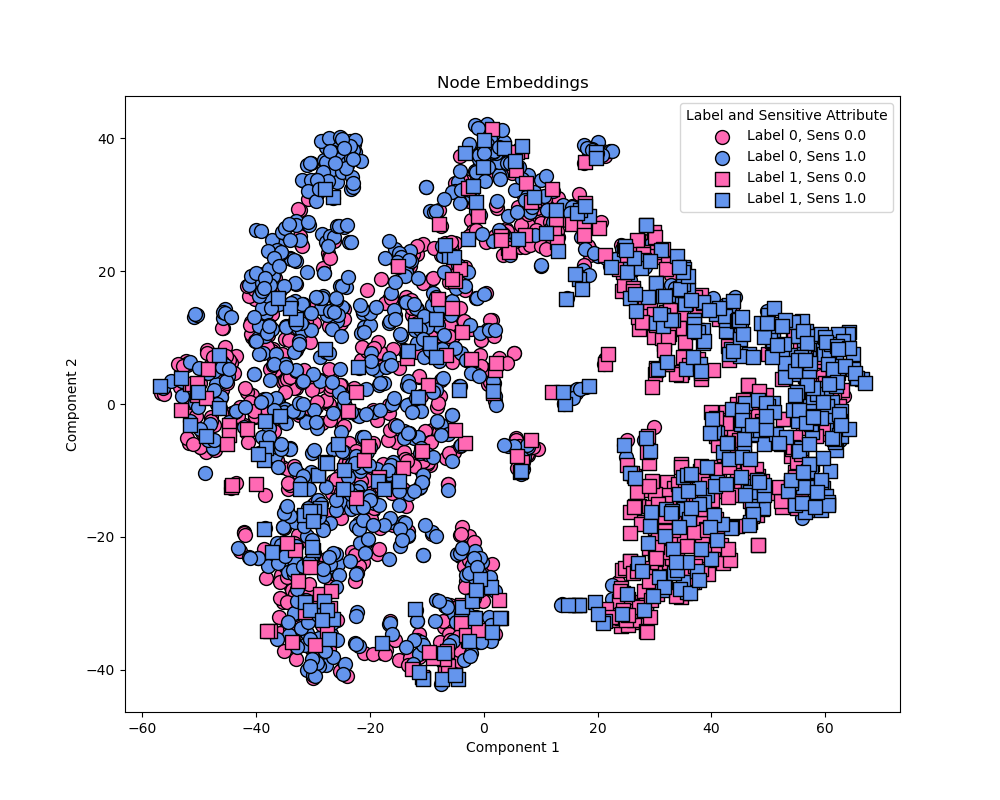 Node Embeddings
Label and Sensitive Attribute
Label 0, Sens 0.0
Label 0, Sens 1.0
Label 1, Sens 0.0
Label 1, Sens 1.0
40
20
0
−20
−40
Component 2
−60 −40 −20 0 20 40 60
Component 1